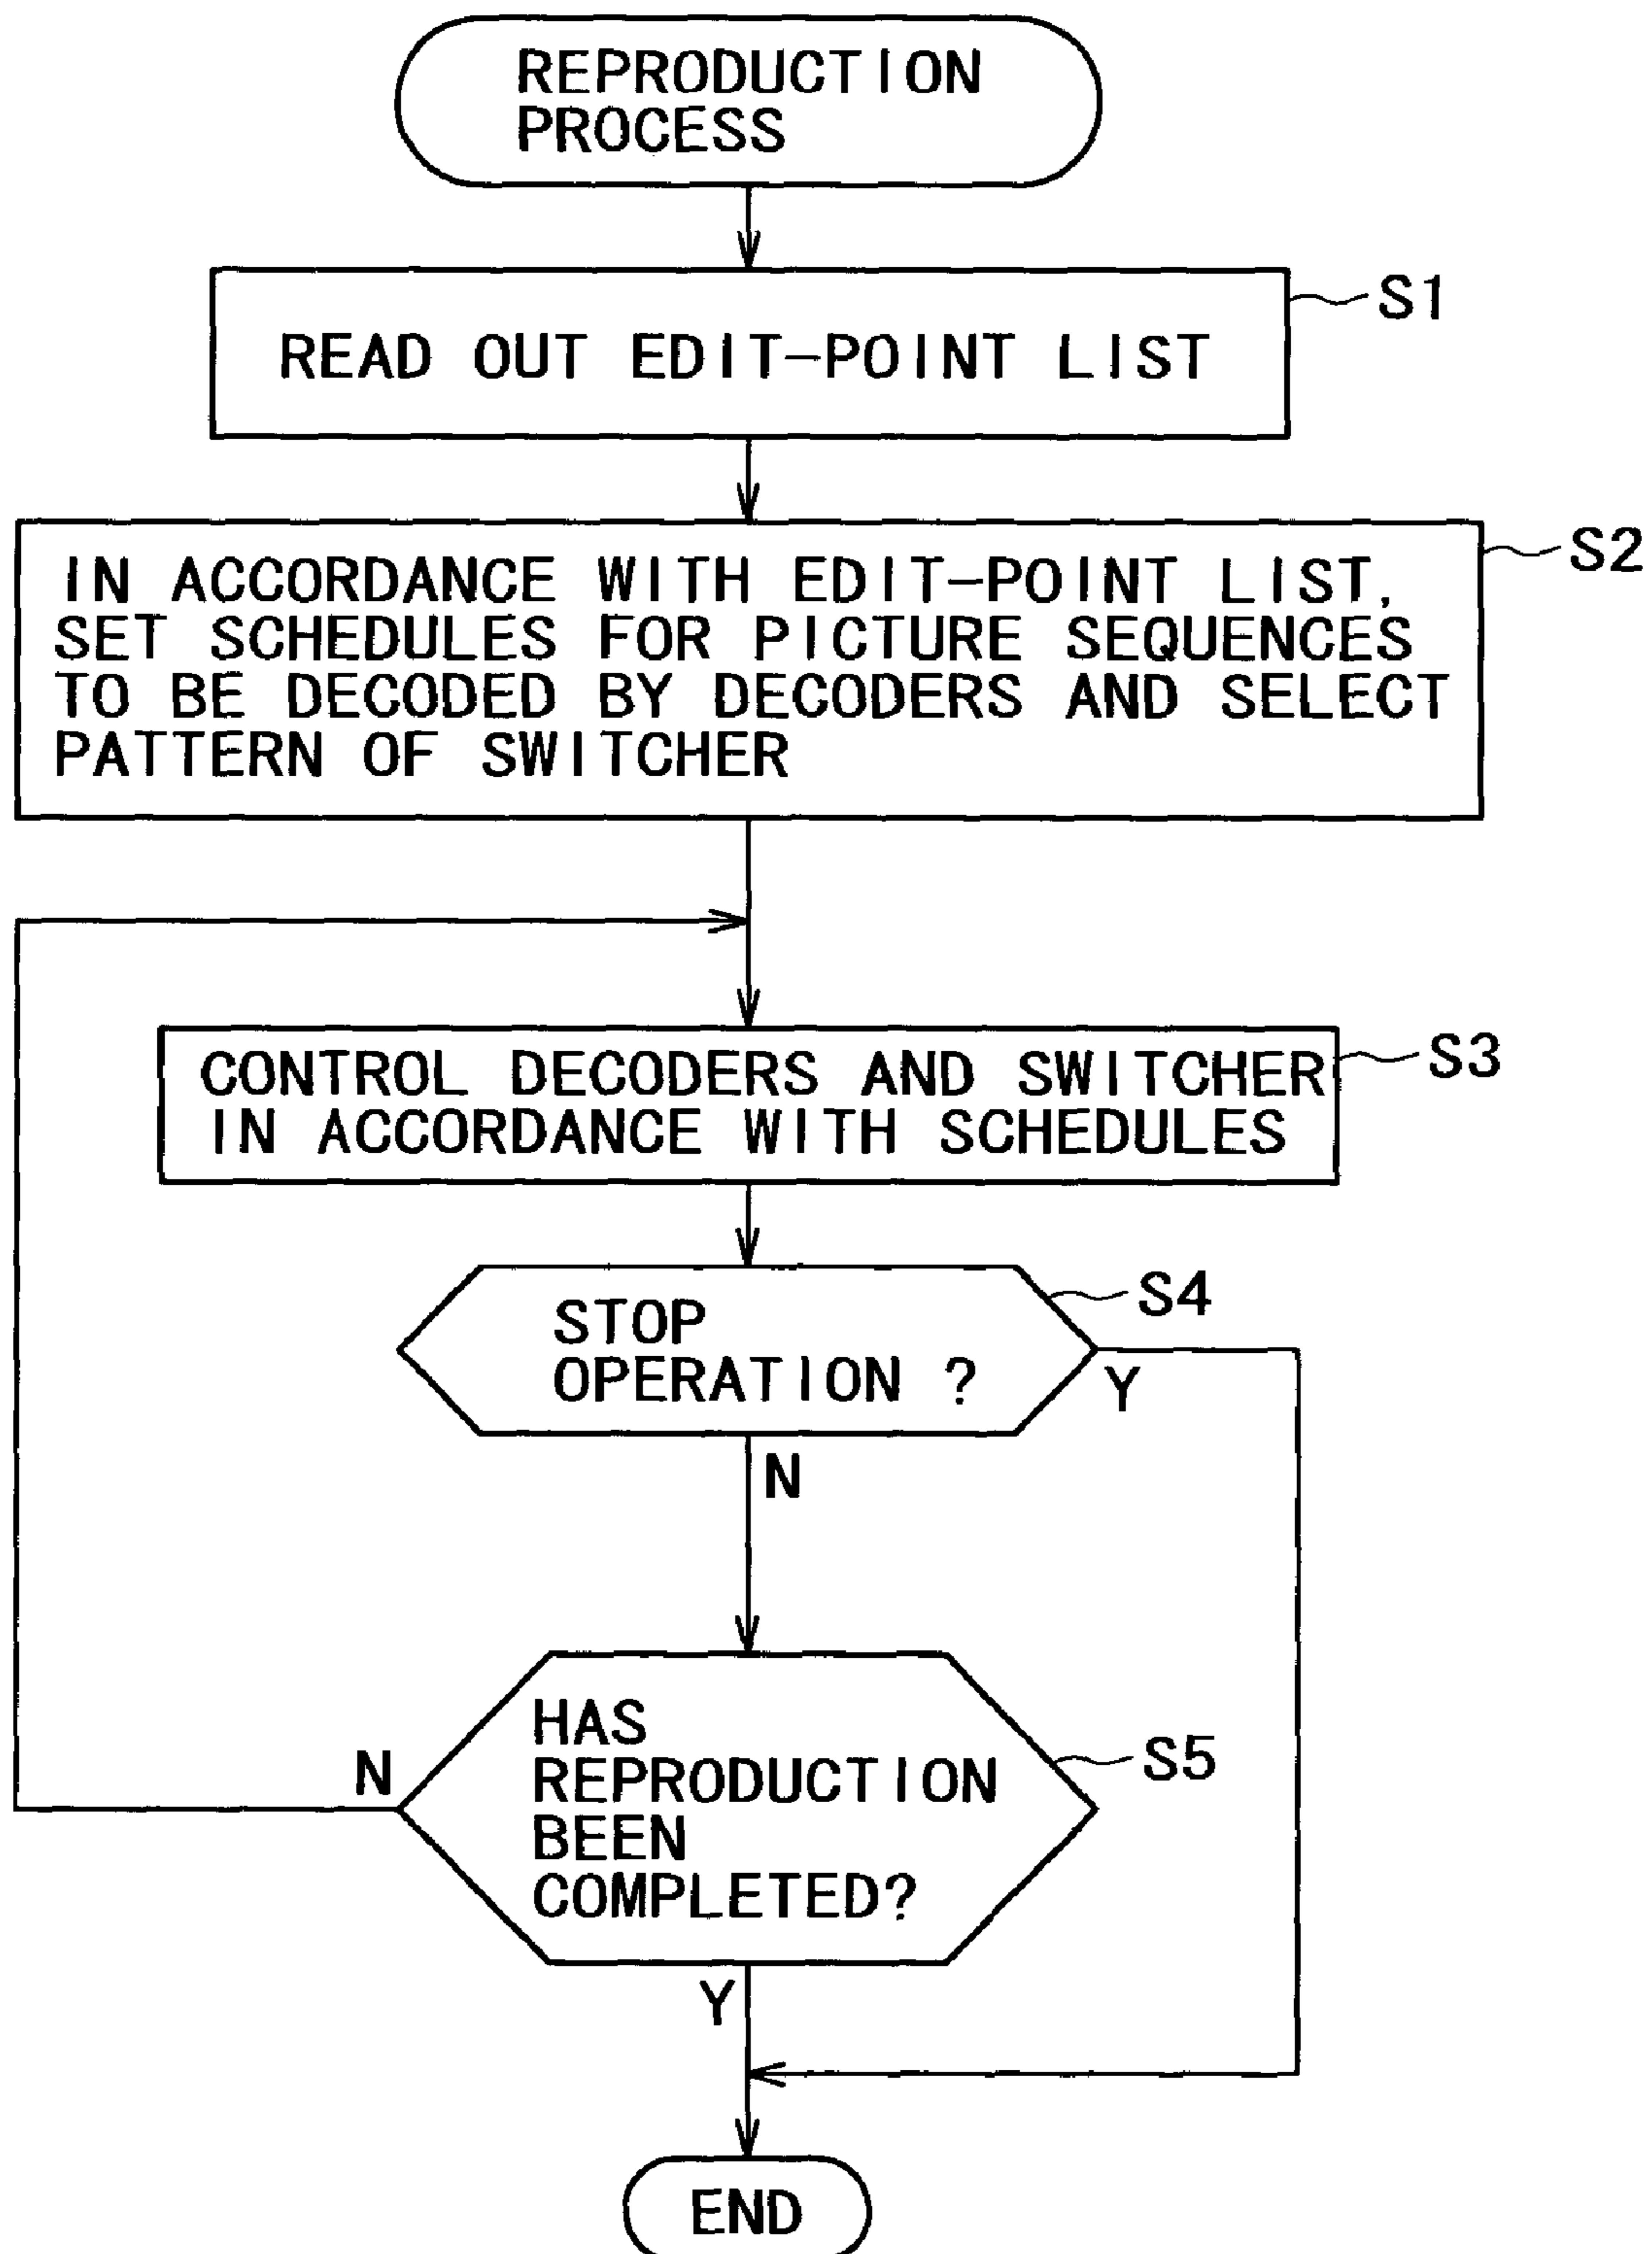 REPRODUCTION
PROCESS
S1
READ OUT EDIT-POINT LIST
S2
IN ACCORDANCE WITH EDIT-POINT LIST,
SET SCHEDULES FOR PICTURE SEQUENCES
TO BE DECODED BY DECODERS AND SELECT
PATTERN OF SWITCHER
S3
CONTROL DECODERS AND SWITCHER
IN ACCORDANCE WITH SCHEDULES
S4
STOP
OPERATION ?
Y
N
HAS
REPRODUCTION
BEEN
COMPLETED?
S5
N
Y
END